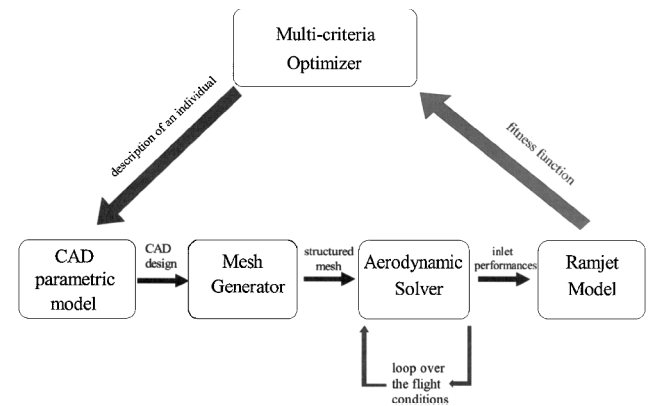 Multi-criteria
Optimizer
description of an individual
fitness function
CAD
parametric
model
CAD
design
Mesh
Generator
structured
mesh
Aerodynamic
Solver
inlet
performances
Ramjet
Model
loop over
the flight
conditions